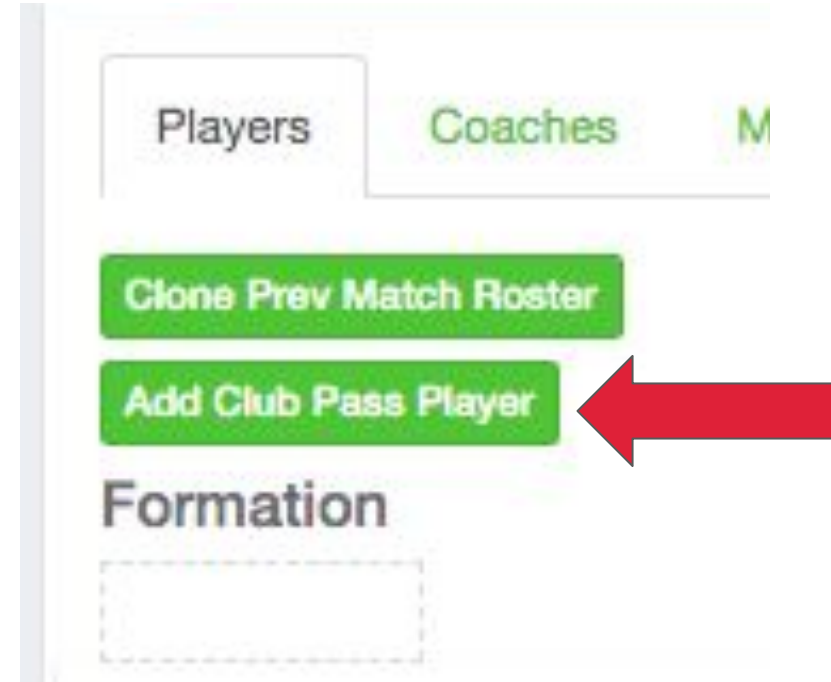 Players Coaches M
Clone Prev Match Roster
Add Club Pass Player
Formation